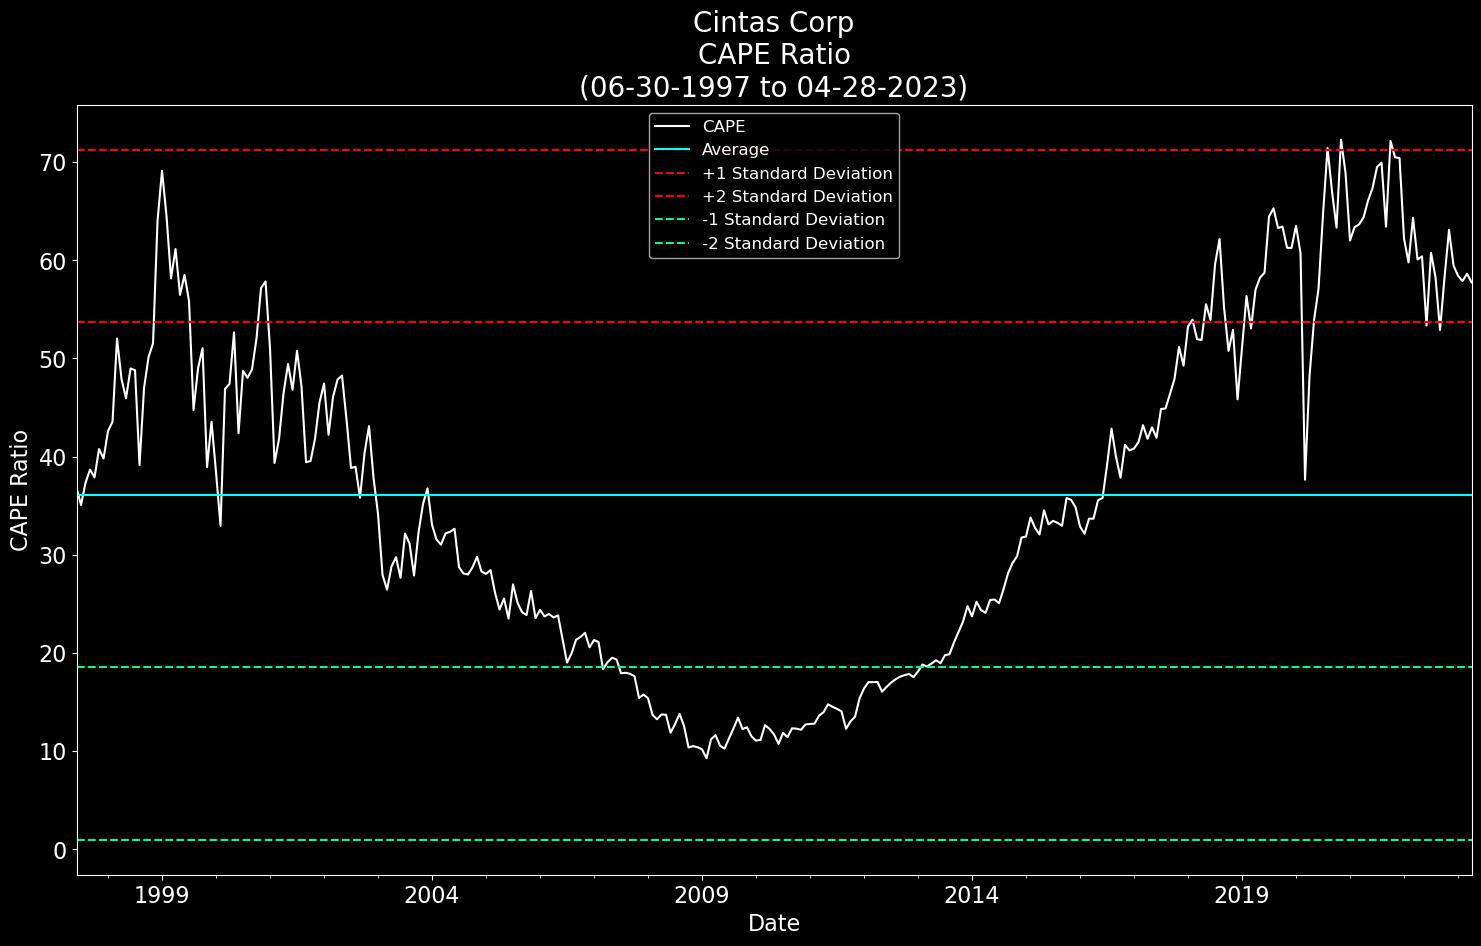 Cintas Corp
CAPE Ratio
(06-30-1997 to 04-28-2023)
CAPE
Average
+1 Standard Deviation
+2 Standard Deviation
-1 Standard Deviation
-2 Standard Deviation
CAPE Ratio
70
60
50
40
30
20
10
0
1999 2004 2009 2014 2019
Date